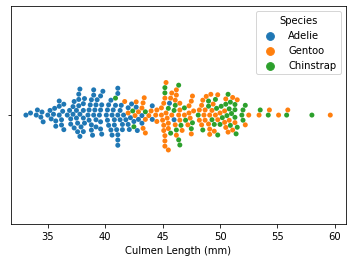 Species
Adelie
Gentoo
Chinstrap
35 40 45 50 55 60
Culmen Length (mm)